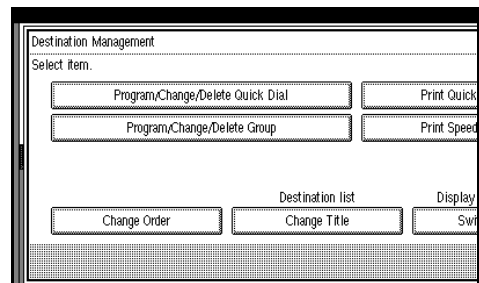 Destination Management
Select item.
Program/Change/Delete Quick Dial Print Quick
Program/Change/Delete Group Print Speed
Destination list Display
Change Order Change Title Swi